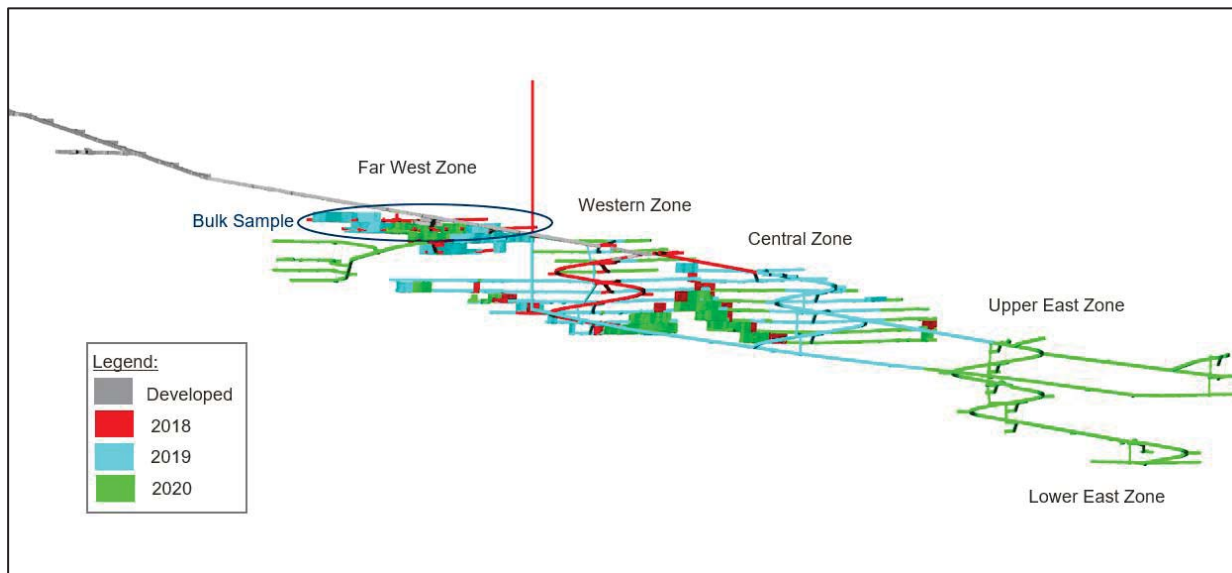 Far West Zone
Bulk Sample
Western Zone
Central Zone
Upper East Zone
Legend:
Developed
2018
2019
2020
Lower East Zone